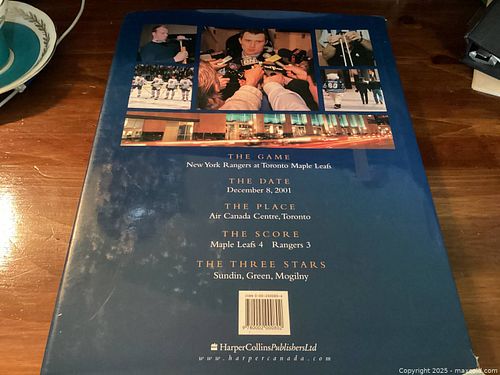 THE GAME
New York Rangers at Toronto Maple Leafs
THE DATE
December 8, 2001
THE PLACE
Air Canada Centre, Toronto
THE SCORE
Maple Leafs 4 Rangers 3
THE THREE STARS
Sundin, Green, Mogilny
HarperCollinsPublishersLtd
www.harpercanada.com
Copyright 2025 - maxsold.com